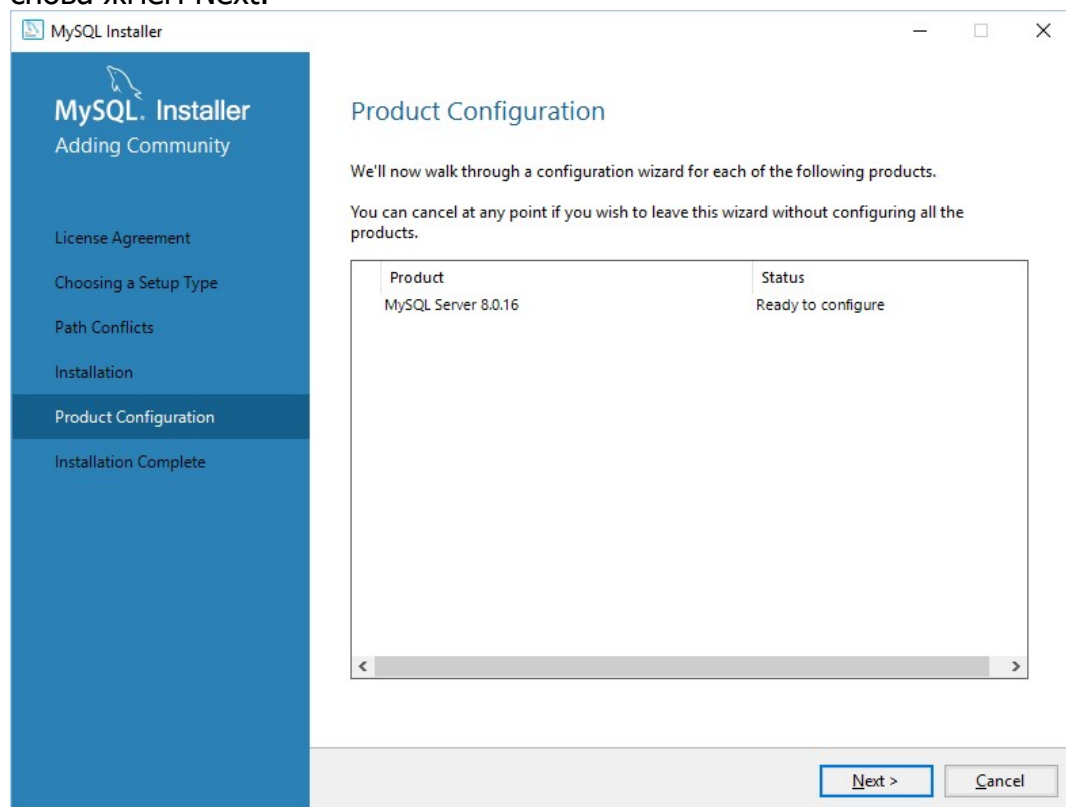 снова жмем Next.
MySQL Installer
MySQL. Installer
Adding Community
License Agreement
Choosing a Setup Type
Path Conflicts
Installation
Product Configuration
Installation Complete
Product Configuration
We'll now walk through a configuration wizard for each of the following products.
You can cancel at any point if you wish to leave this wizard without configuring all the
products.
Product Status
MySQL Server 8.0.16 Ready to configure
Next > Cancel